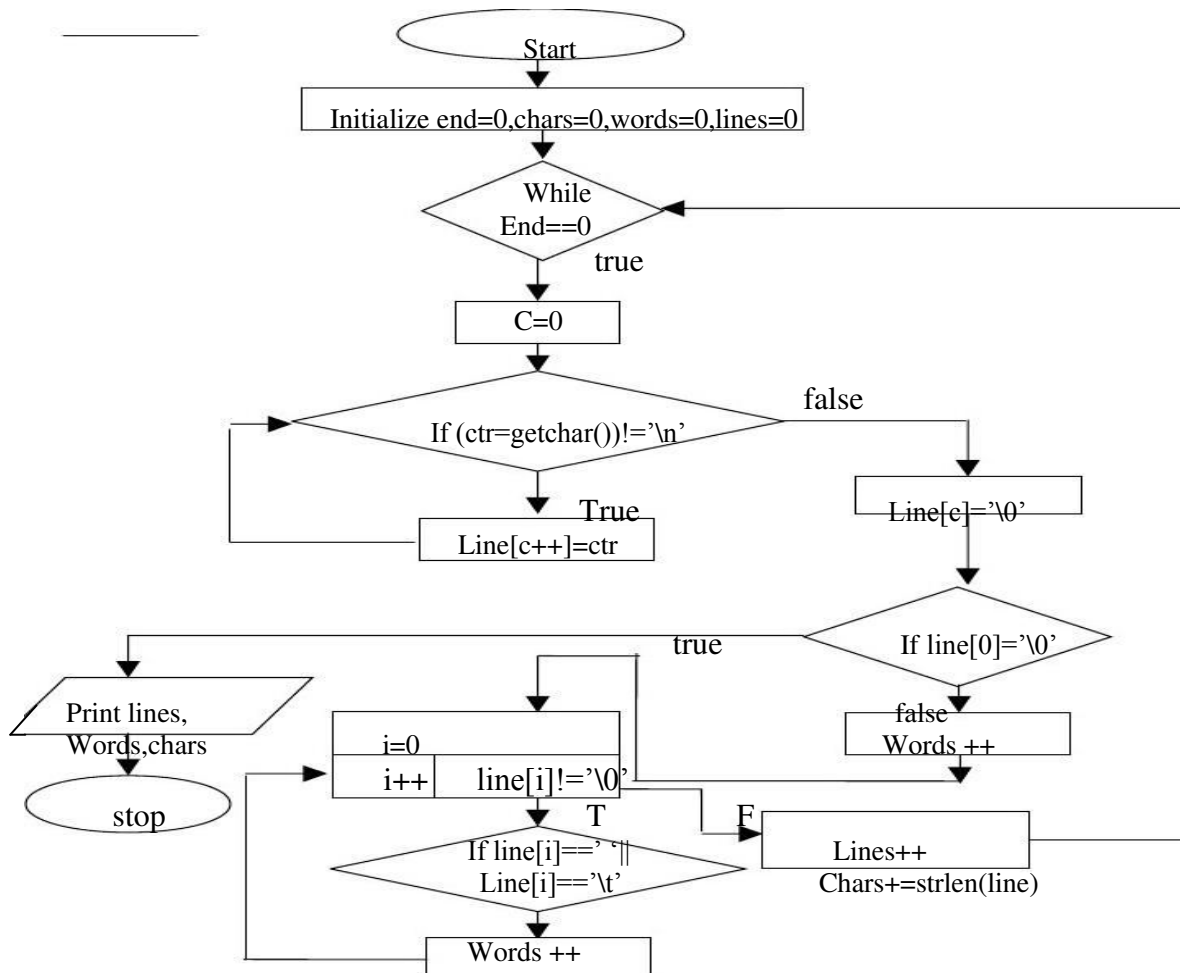 Start
Initialize end=0,chars=0,words=0,lines=0
While
End==0
true
C=0
false
If (ctr=getchar())!='\n’
Line[c]='\0’
True
Line[c++]=ctr
true
If line[0]='\0’
Print lines,
Words,chars
false
Words ++
i=0
i++ line[i]!='\0’
stop
T
F
If line[i]==’ ‘||
Line[i]=='\t’
Lines++
Chars+=strlen(line)
Words ++